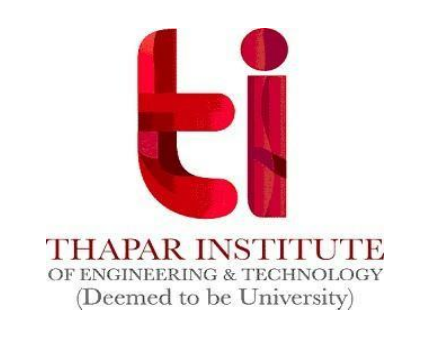 ti
THAPAR INSTITUTE
OF ENGINEERING & TECHNOLOGY
(Deemed to be University)